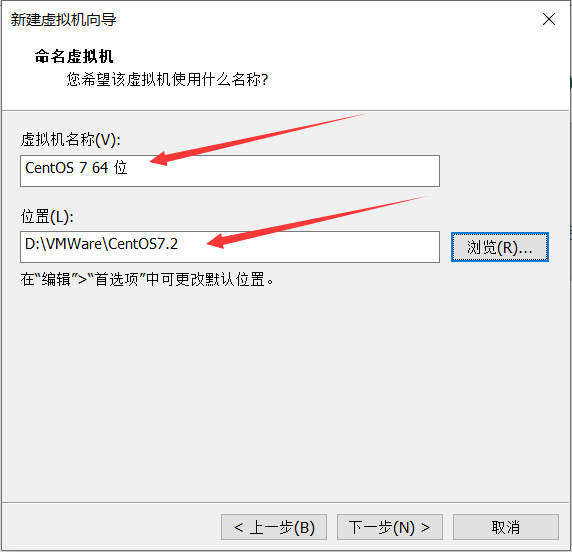 新建虚拟机向导
命名虚拟机
您希望该虚拟机使用什么名称?
虚拟机名称(V):
CentOS 7 64 位
位置(L):
D:\VMWare\CentOS7.2
浏览(R)...
在“编辑”>“首选项”中可更改默认位置。
< 上一步(B)
下一步(N) >
取消